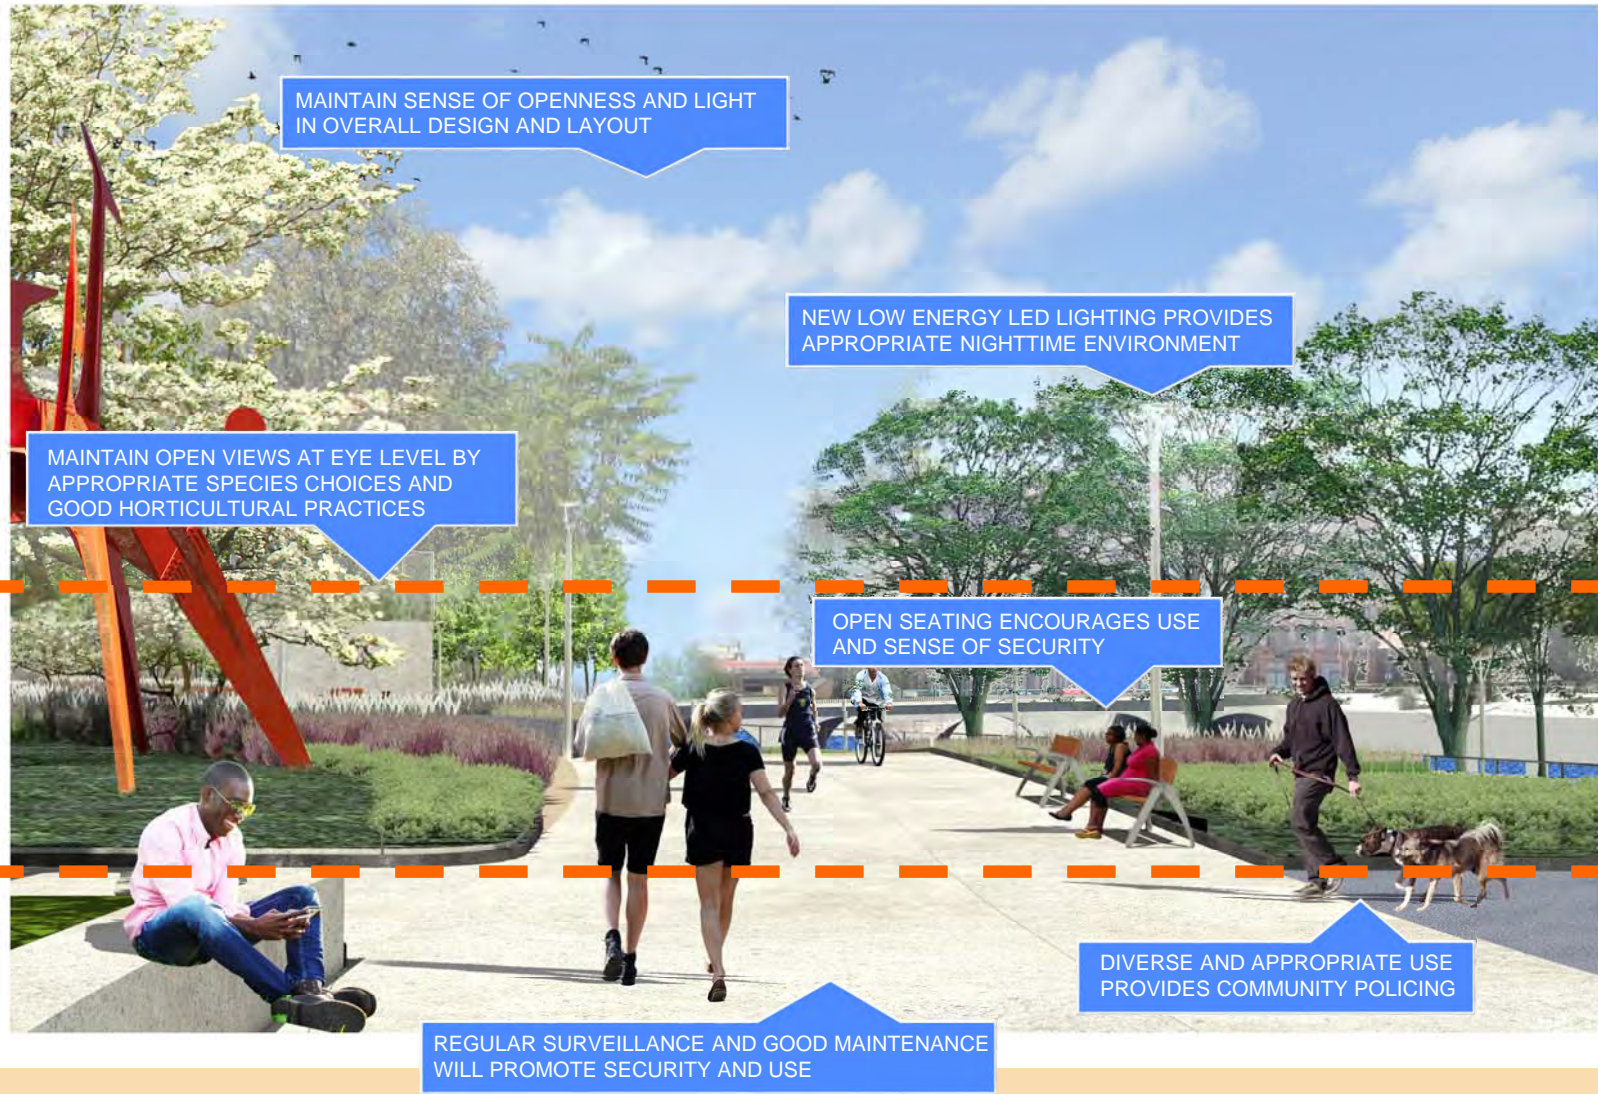 MAINTAIN SENSE OF OPENNESS AND LIGHT
IN OVERALL DESIGN AND LAYOUT
NEW LOW ENERGY LED LIGHTING PROVIDES
APPROPRIATE NIGHTTIME ENVIRONMENT
MAINTAIN OPEN VIEWS AT EYE LEVEL BY
APPROPRIATE SPECIES CHOICES AND
GOOD HORTICULTURAL PRACTICES
OPEN SEATING ENCOURAGES USE
AND SENSE OF SECURITY
DIVERSE AND APPROPRIATE USE
PROVIDES COMMUNITY POLICING
REGULAR SURVEILLANCE AND GOOD MAINTENANCE
WILL PROMOTE SECURITY AND USE